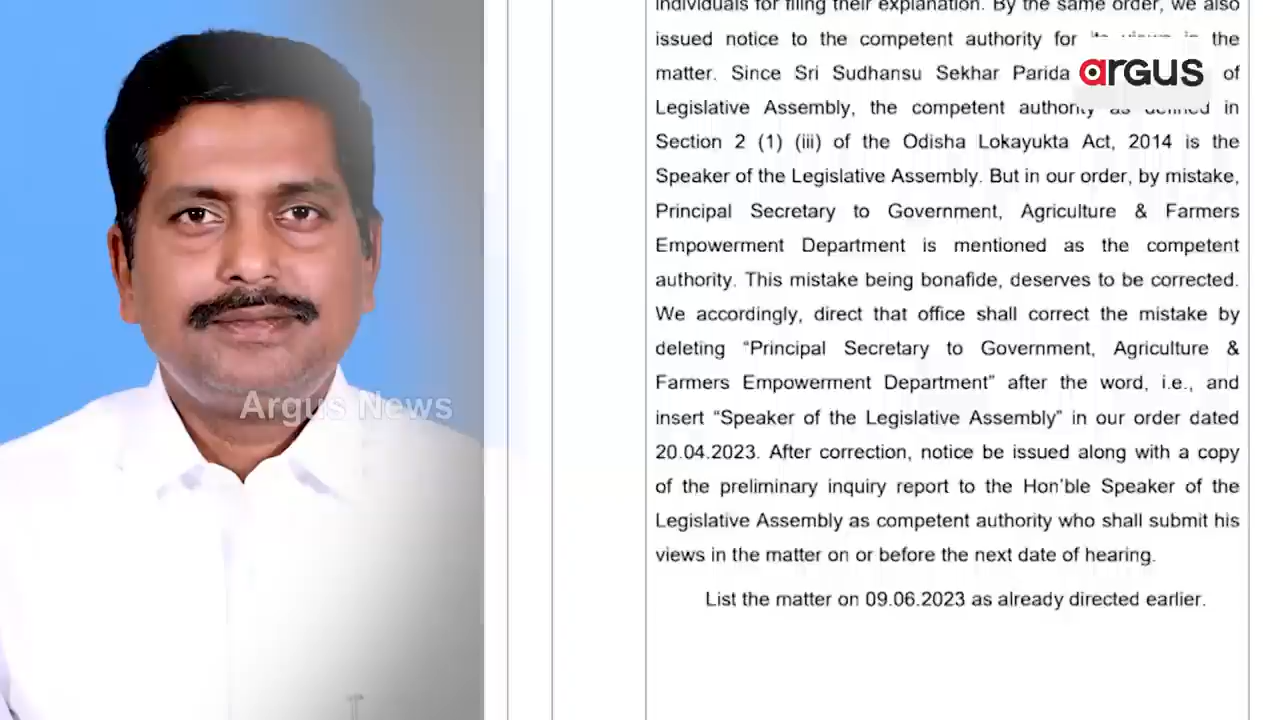 individuals for filing their explanation. By the same order, we also
issued notice to the competent authority for its views in the
matter. Since Sri Sudhansu Sekhar Parida of
Legislative Assembly, the competent authority as defined in
Section 2 (1) (iii) of the Odisha Lokayukta Act, 2014 is the
Speaker of the Legislative Assembly. But in our order, by mistake,
Principal Secretary to Government, Agriculture & Farmers
Empowerment Department is mentioned as the competent
authority. This mistake being bonafide, deserves to be corrected.
We accordingly, direct that office shall correct the mistake by
deleting “Principal Secretary to Government, Agriculture &
Farmers Empowerment Department” after the word, i.e., and
insert “Speaker of the Legislative Assembly” in our order dated
20.04.2023. After correction, notice be issued along with a copy
of the preliminary inquiry report to the Hon’ble Speaker of the
Legislative Assembly as competent authority who shall submit his
views in the matter on or before the next date of hearing.
List the matter on 09.06.2023 as already directed earlier.
argus
Argus News